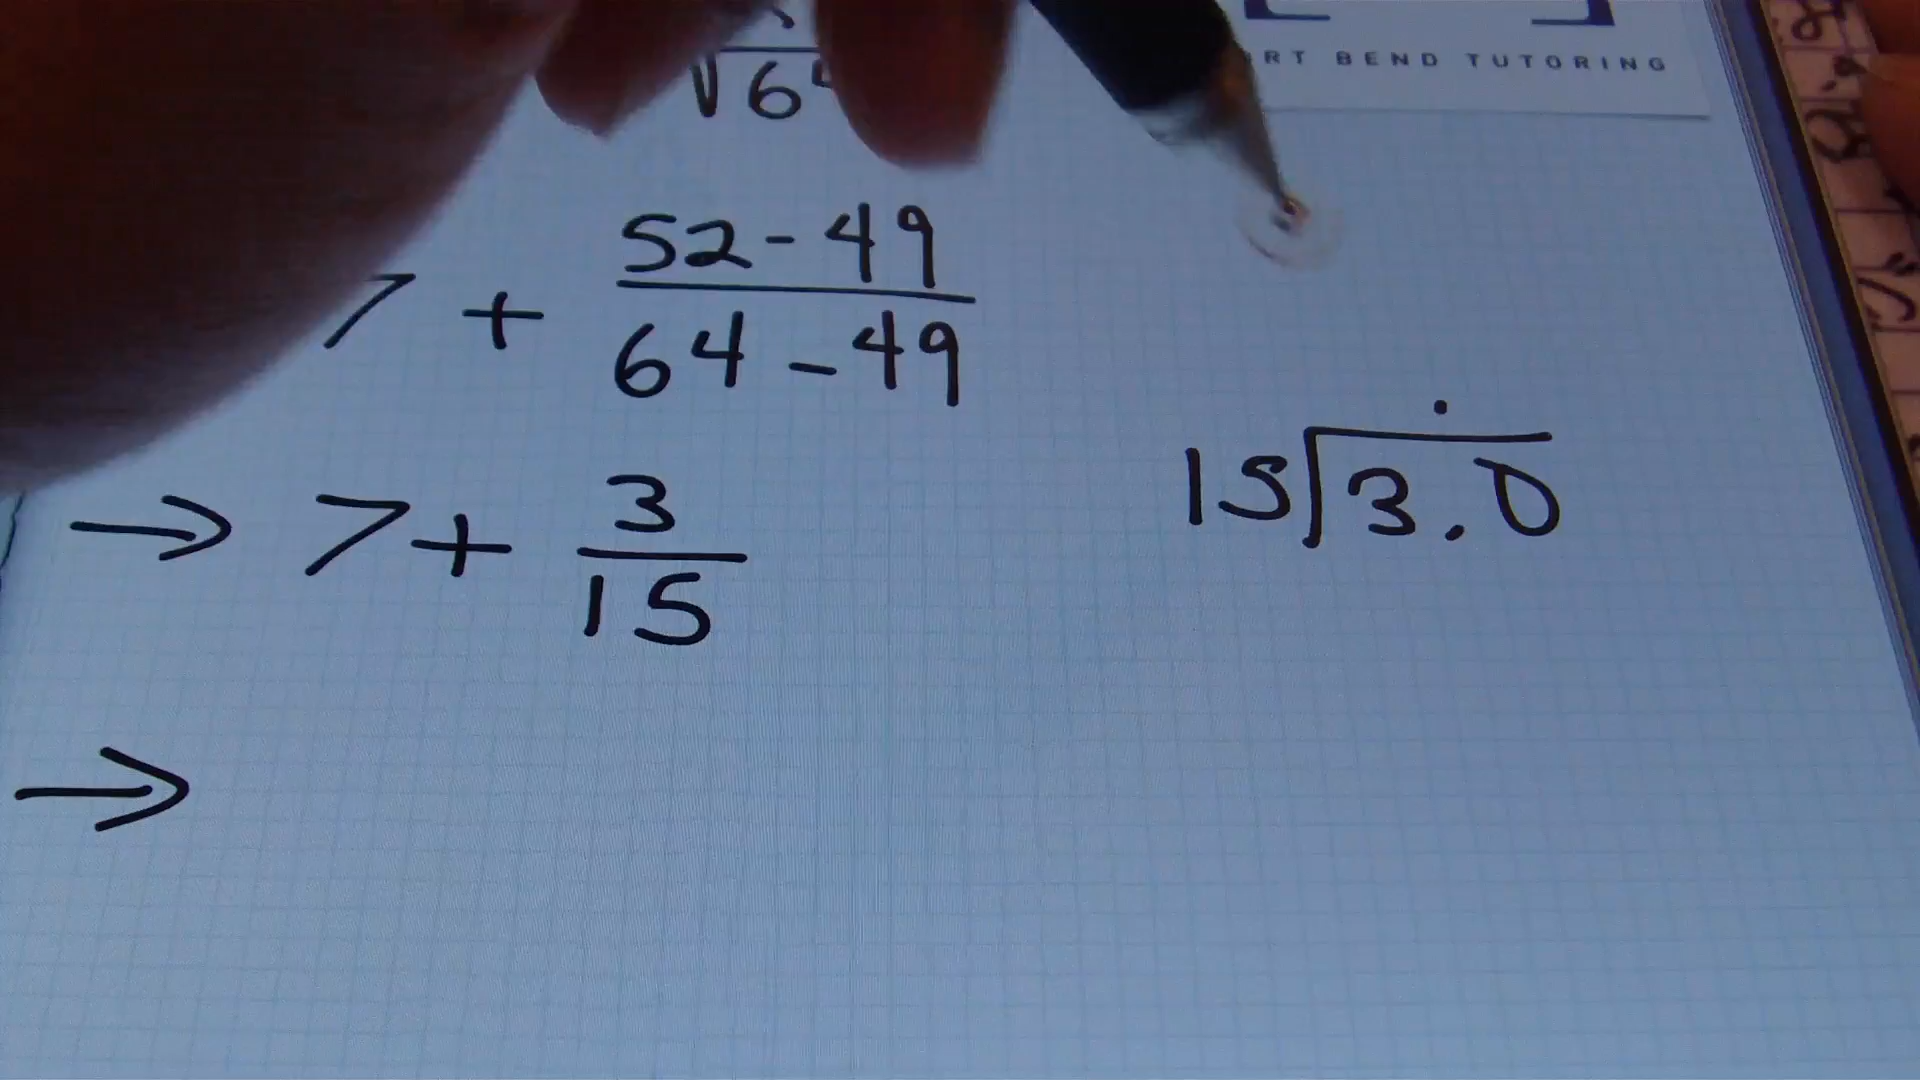 √6
RT BEND TUTORING
7 + 52 - 49
64 - 49
→ 7 + 3
15
15 3.0
→